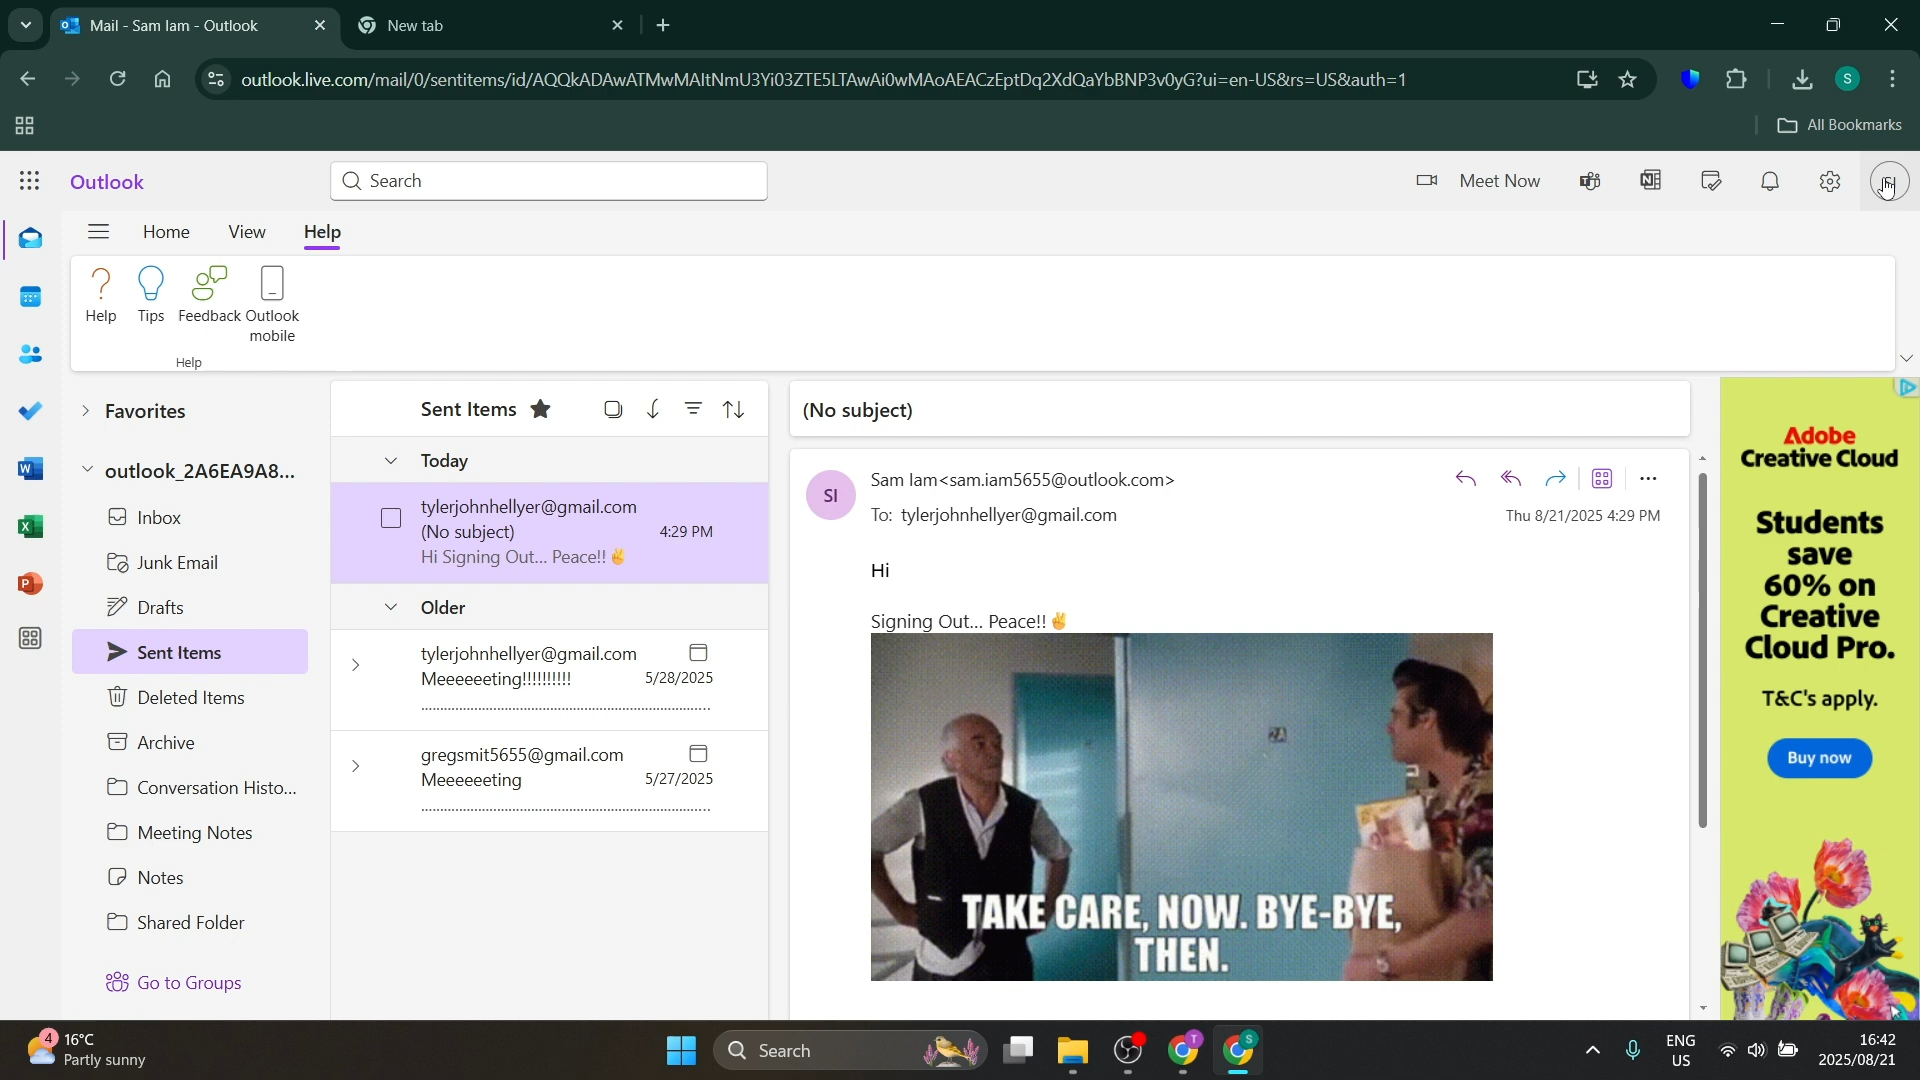 Mail - Sam Iam - Outlook
New tab
outlook.live.com/mail/0/sentitems/id/AQQkADAwATMwMAItNmU3Yi03ZTE5LTAwAi0wMAoAEACzEptDq2XdQaYbBNP3v0yG?ui=en-US&rs=US&auth=1
S
All Bookmarks
Outlook
Search
Meet Now
Home
View
Help
Help
Tips
Feedback
Outlook
mobile
Help
Favorites
outlook_2A6EA9A8...
Inbox
Junk Email
Drafts
Sent Items
Deleted Items
Archive
Conversation Histo...
Meeting Notes
Notes
Shared Folder
Go to Groups
Sent Items
Today
tylerjohnhellyer@gmail.com
(No subject)
4:29 PM
Hi Signing Out... Peace!!✌
Older
tylerjohnhellyer@gmail.com
Meeeeeting!!!!!!!!!!
5/28/2025
gregsmit5655@gmail.com
Meeeeeeting
5/27/2025
(No subject)
SI
Sam Iam<sam.iam5655@outlook.com>
To: tylerjohnhellyer@gmail.com
Thu 8/21/2025 4:29 PM
Hi
Signing Out... Peace!!✌
TAKE CARE, NOW. BYE-BYE,
THEN.
Adobe
Creative Cloud
Students
save
60% on
Creative
Cloud Pro.
T&C's apply.
Buy now
4
16°C
Partly sunny
Search
T
S
ENG
US
16:42
2025/08/21